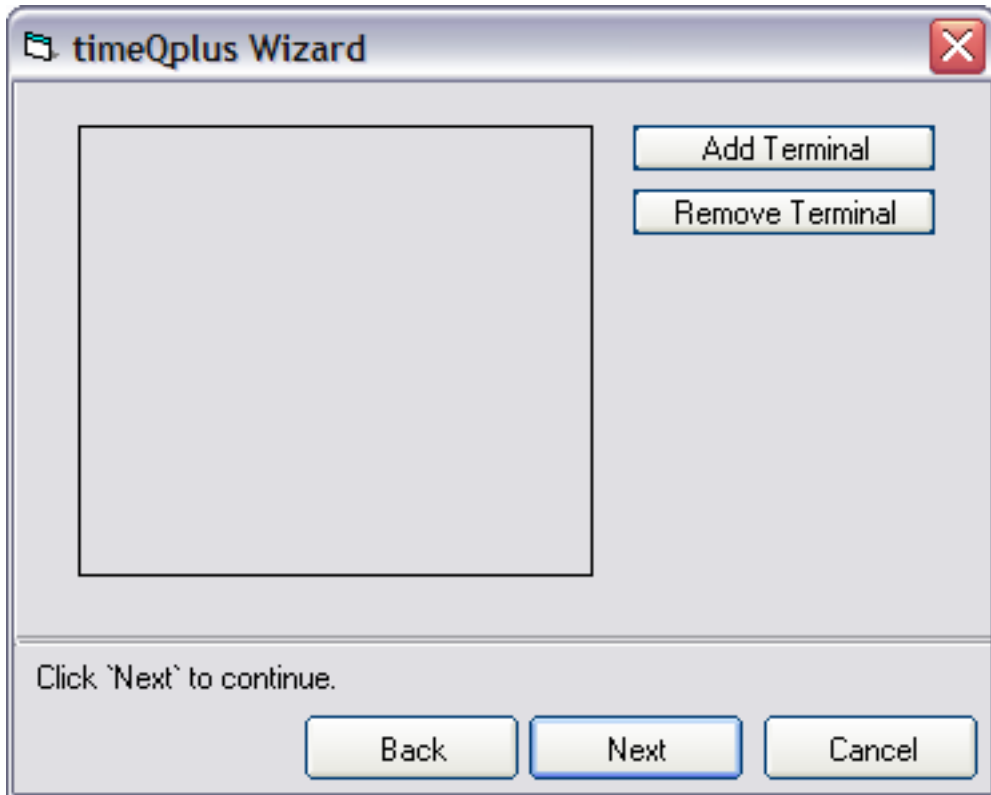 timeQplus Wizard
Add Terminal
Remove Terminal
Click `Next` to continue.
Back
Next
Cancel